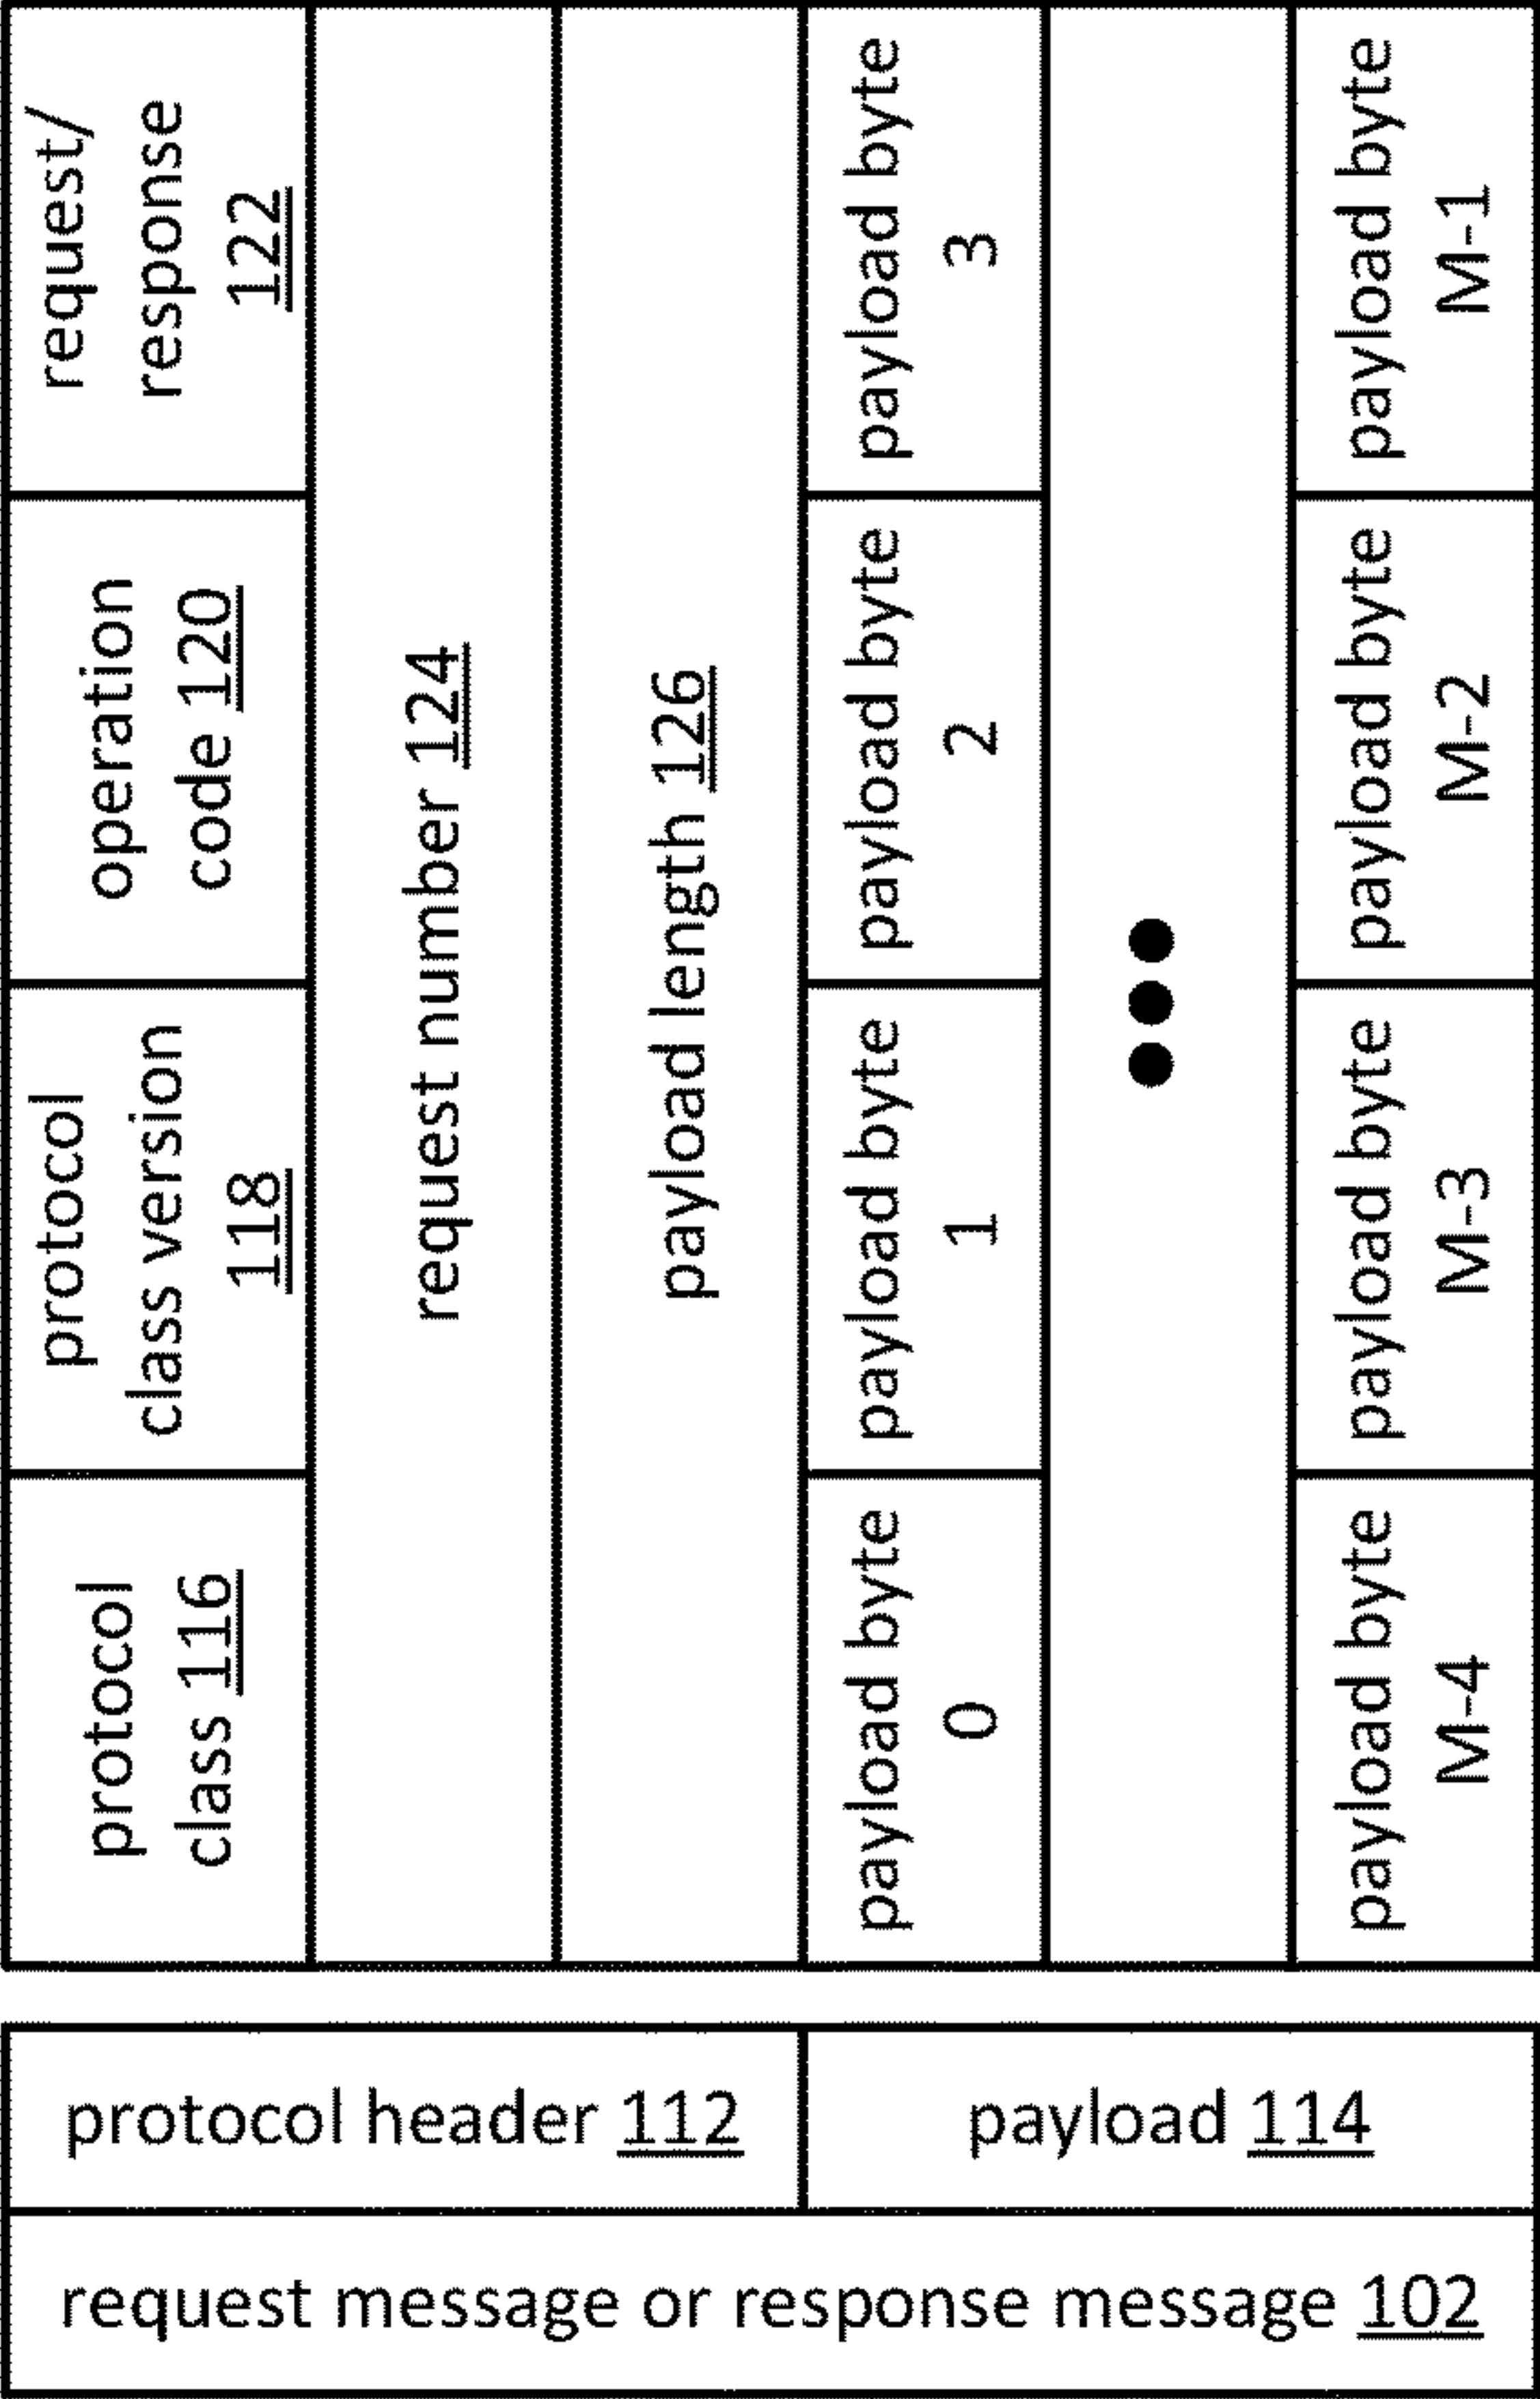 request message or response message 102
protocol header 112
payload 114
protocol
class 116
protocol
class version
118
operation
code 120
request/
response
122
request number 124
payload length 126
payload byte
0
payload byte
1
payload byte
2
payload byte
3
payload byte
M-4
payload byte
M-3
payload byte
M-2
payload byte
M-1